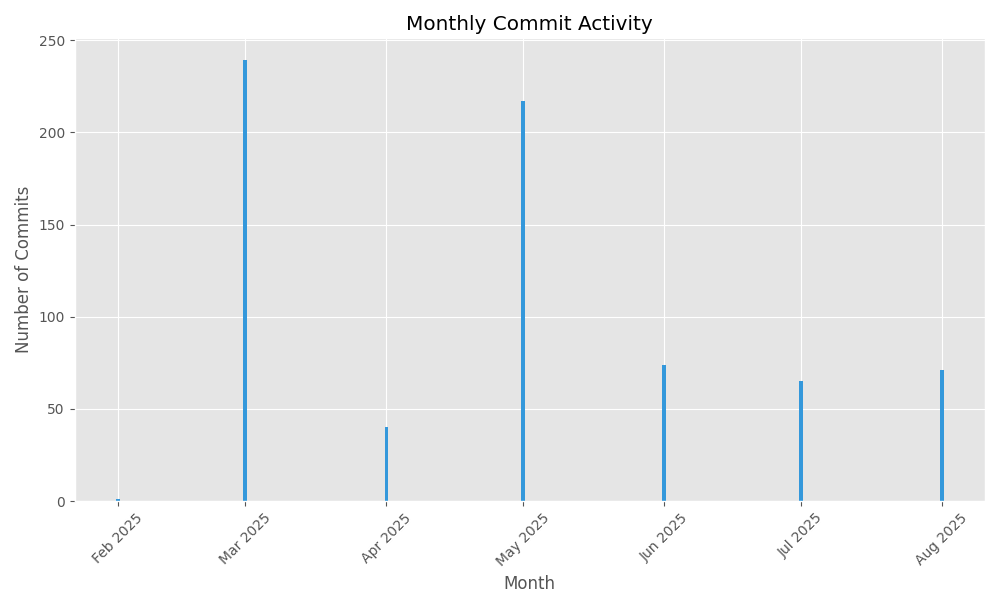 Monthly Commit Activity
250
200
150
100
50
0
Number of Commits
Feb 2025
Mar 2025
Apr 2025
May 2025
Jun 2025
Jul 2025
Aug 2025
Month